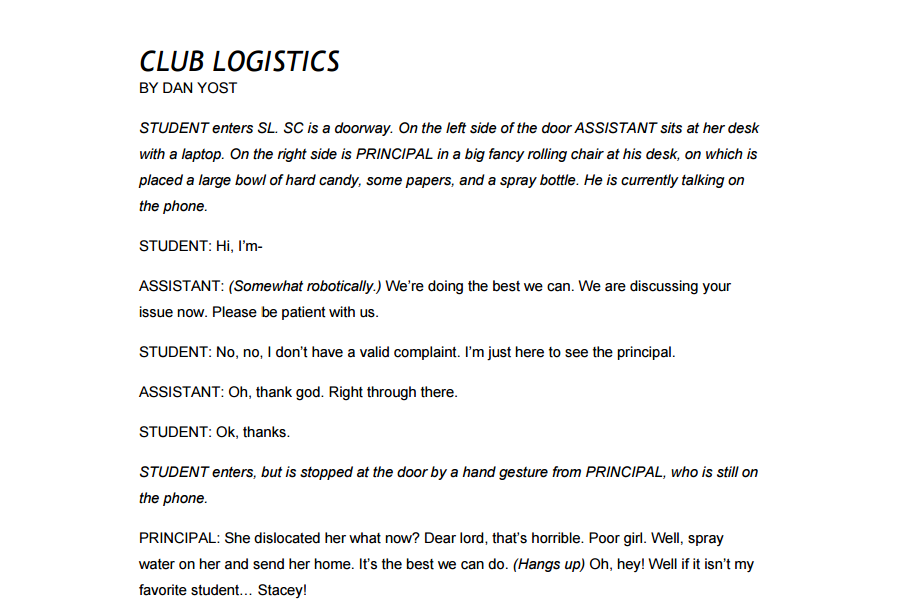 CLUB LOGISTICS
BY DAN YOST
STUDENT enters SL. SC is a doorway. On the left side of the door ASSISTANT sits at her desk
with a laptop. On the right side is PRINCIPAL in a big fancy rolling chair at his desk, on which is
placed a large bowl of hard candy, some papers, and a spray bottle. He is currently talking on
the phone.
STUDENT: Hi, I’m-
ASSISTANT: (Somewhat robotically.) We’re doing the best we can. We are discussing your
issue now. Please be patient with us.
STUDENT: No, no, I don’t have a valid complaint. I’m just here to see the principal.
ASSISTANT: Oh, thank god. Right through there.
STUDENT: Ok, thanks.
STUDENT enters, but is stopped at the door by a hand gesture from PRINCIPAL, who is still on
the phone.
PRINCIPAL: She dislocated her what now? Dear lord, that’s horrible. Poor girl. Well, spray
water on her and send her home. It’s the best we can do. (Hangs up) Oh, hey! Well if it isn’t my
favorite student… Stacey!